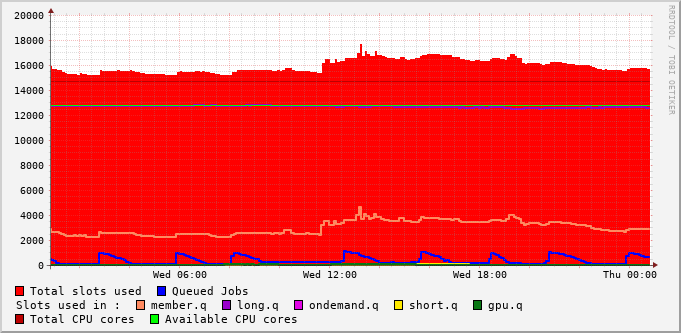 20000
18000
16000
14000
12000
10000
8000
6000
4000
2000
0
Wed 06:00 Wed 12:00 Wed 18:00 Thu 00:00
RRDTOOL / TOBI OETIKER
Total slots used Queued Jobs
Slots used in : member.q long.q ondemand.q short.q gpu.q
Total CPU cores Available CPU cores